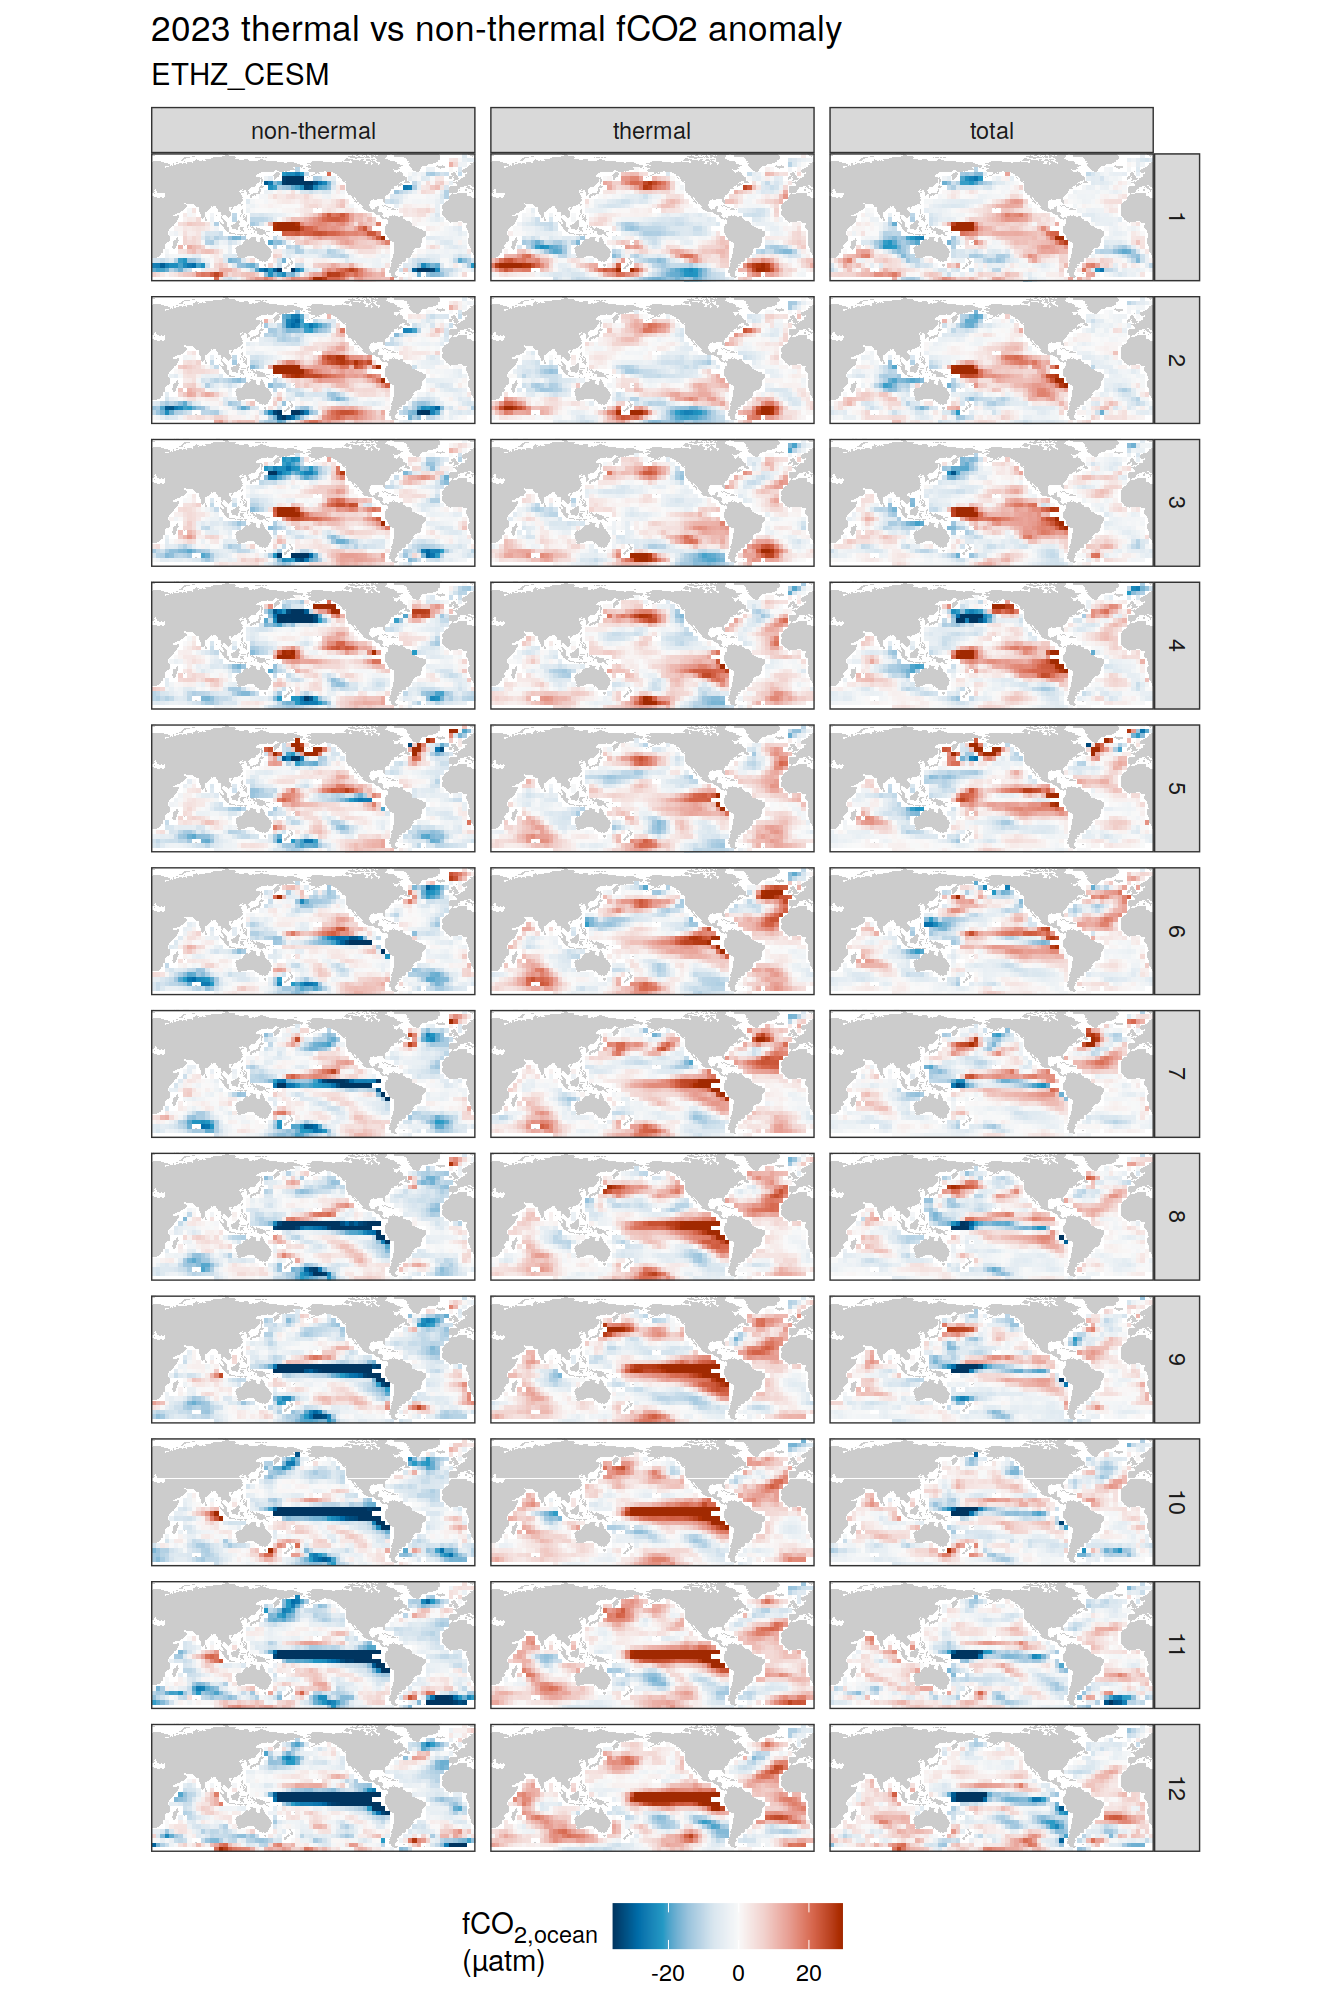 2023 thermal vs non-thermal fCO2 anomaly
ETHZ_CESM
non-thermal thermal total
1
2
3
4
5
6
7
8
9
10
11
12
fCO2,ocean
(µatm)
-20 0 20